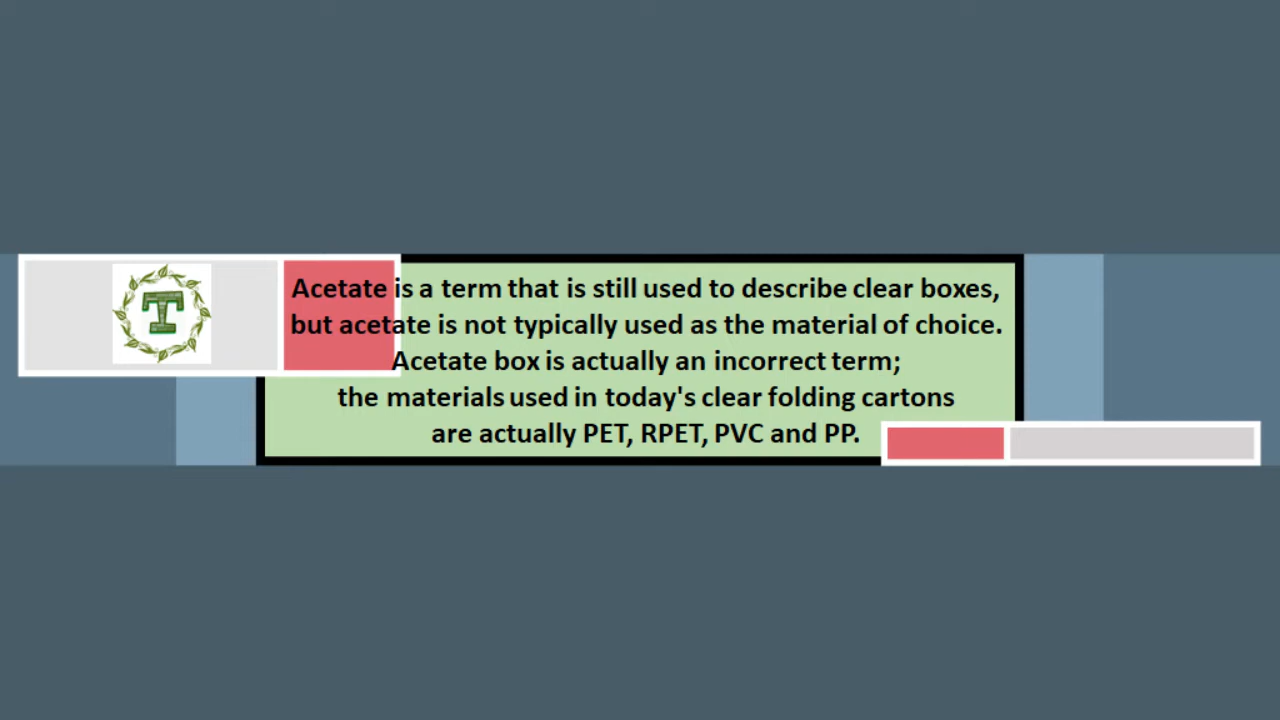 T
Acetate is a term that is still used to describe clear boxes,
but acetate is not typically used as the material of choice.
Acetate box is actually an incorrect term;
the materials used in today's clear folding cartons
are actually PET, RPET, PVC and PP.